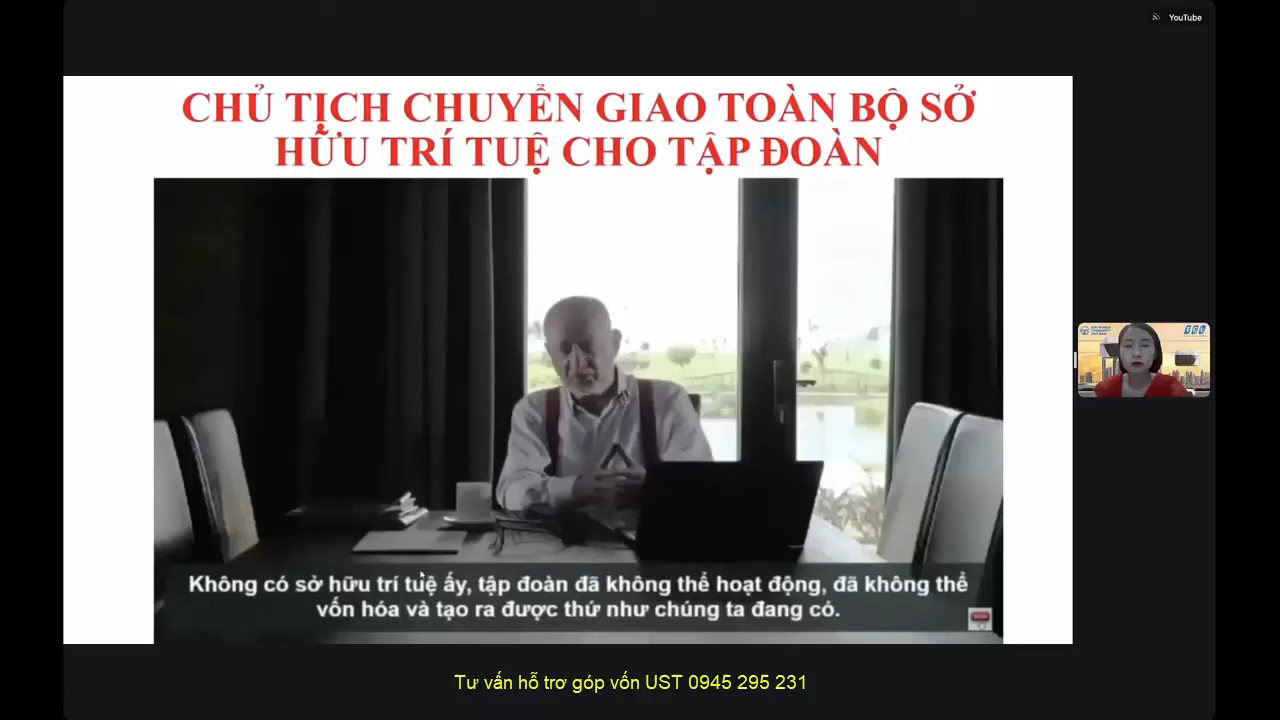 YouTube
CHỦ TỊCH CHUYỂN GIAO TOÀN BỘ SỞ
HỮU TRÍ TUỆ CHO TẬP ĐOÀN
Không có sở hữu trí tuệ ấy, tập đoàn đã không thể hoạt động, đã không thể
vốn hóa và tạo ra được thứ như chúng ta đang có.
Tư vấn hỗ trơ góp vốn UST 0945 295 231